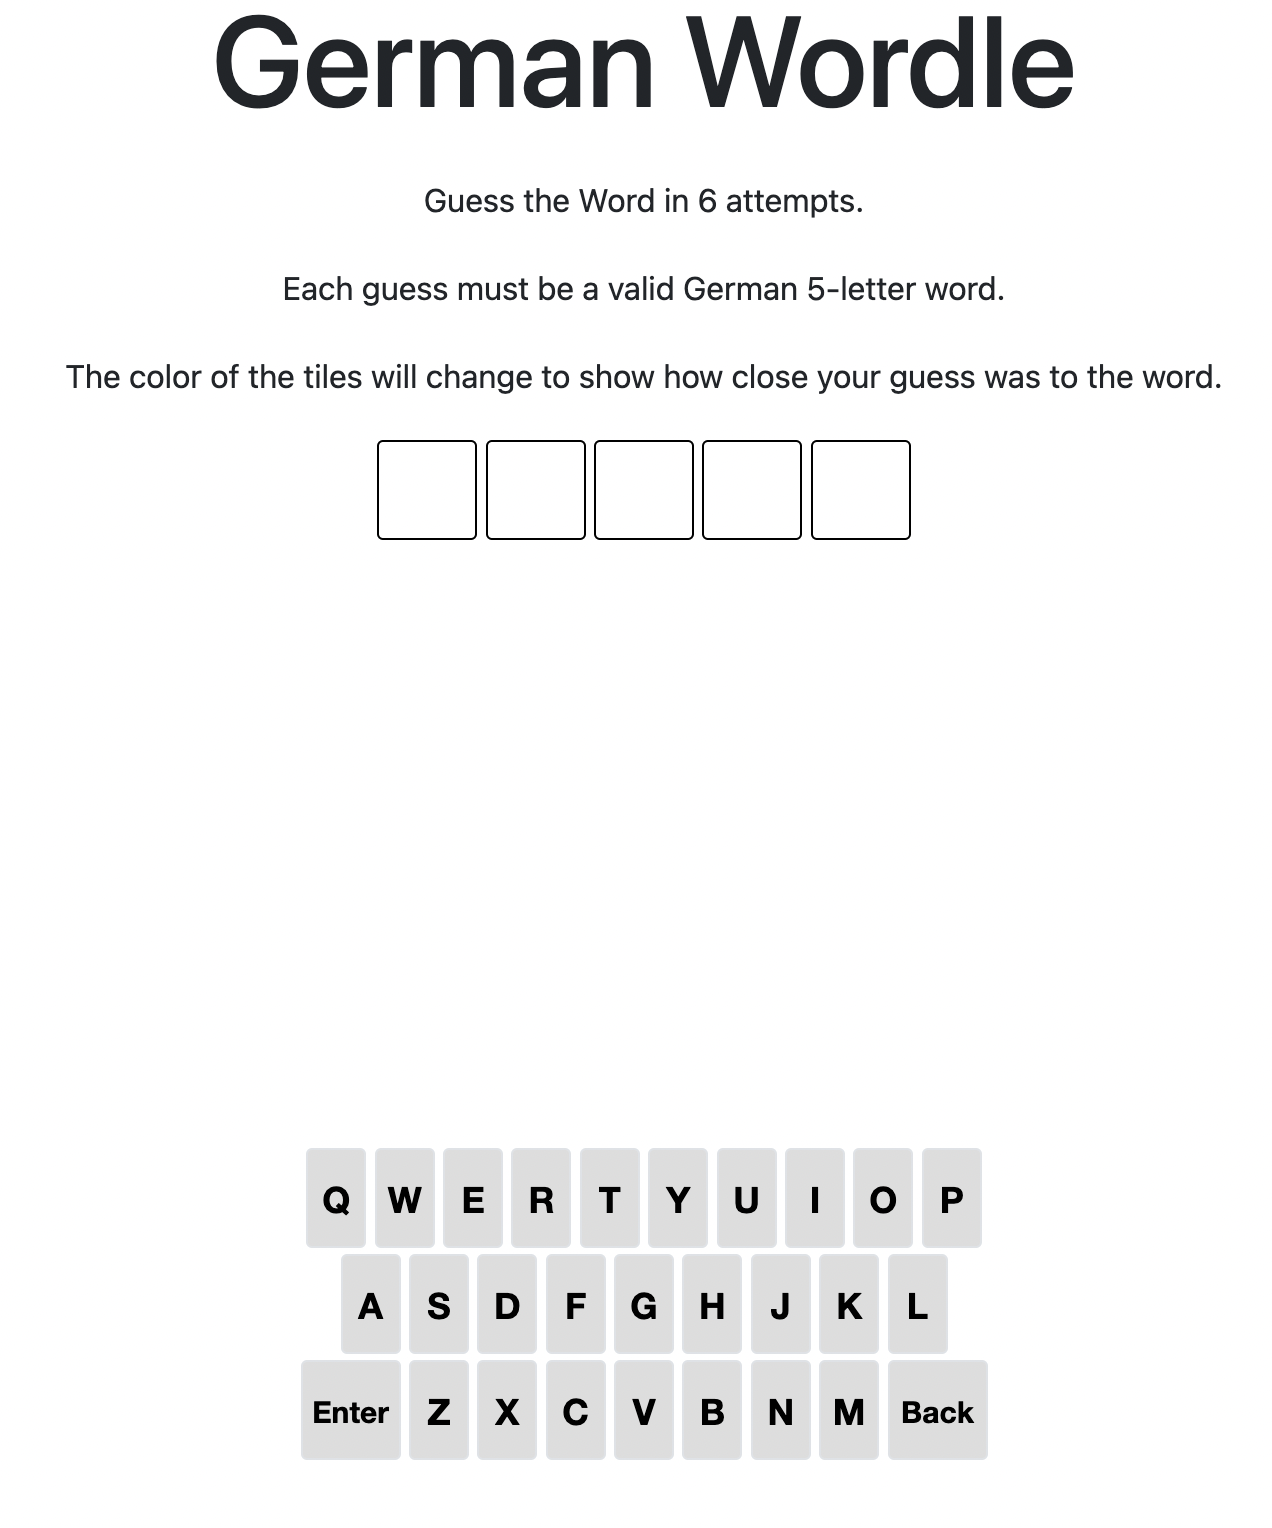 German Wordle
Guess the Word in 6 attempts.
Each guess must be a valid German 5-letter word.
The color of the tiles will change to show how close your guess was to the word.
Q W E R T Y U I O P
A S D F G H J K L
Enter Z X C V B N M Back